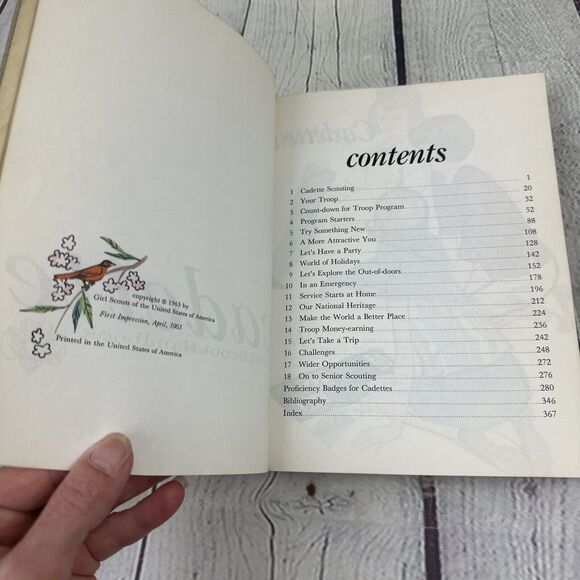 copyright © 1963 by
Girl Scouts of the United States of America
First Impression, April, 1963
Printed in the United States of America
contents
1 Cadette Scouting 1
2 Your Troop 20
3 Count-down for Troop Program 32
4 Program Starters 52
5 Try Something New 88
6 A More Attractive You 108
7 Let's Have a Party 128
8 World of Holidays 142
9 Let's Explore the Out-of-doors 152
10 In an Emergency 178
11 Service Starts at Home 196
12 Our National Heritage 212
13 Make the World a Better Place 224
14 Troop Money-earning 236
15 Let's Take a Trip 242
16 Challenges 248
17 Wider Opportunities 272
18 On to Senior Scouting 276
Proficiency Badges for Cadettes 280
Bibliography 346
Index 367